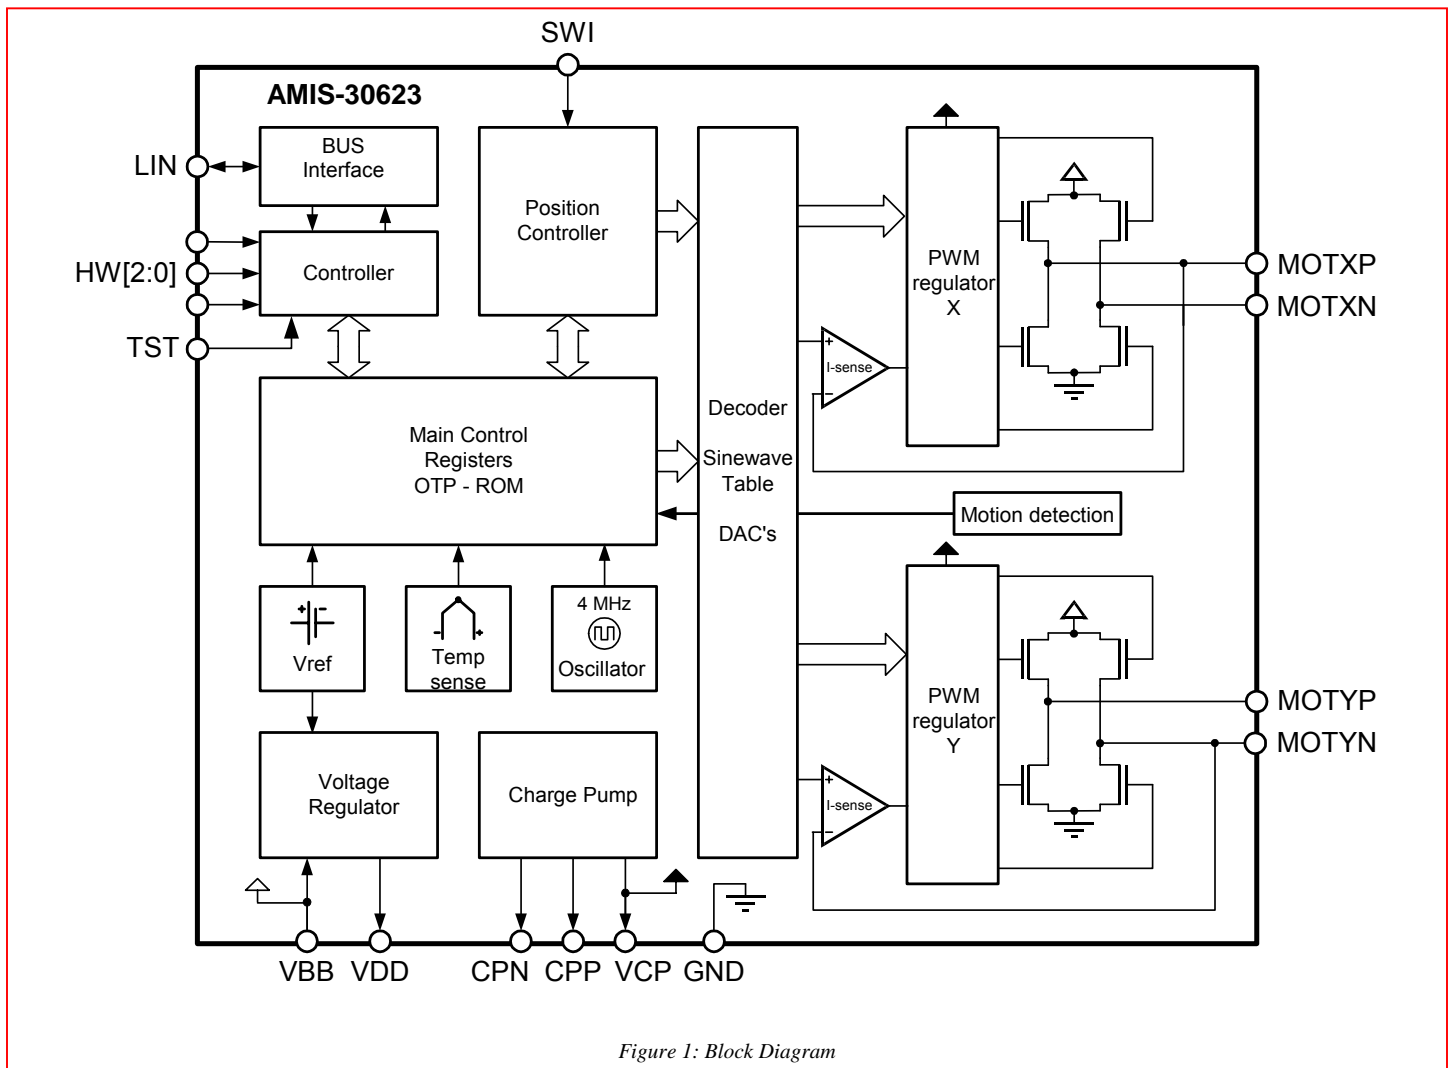 SWI
AMIS-30623
BUS
Interface
LIN
Position
Controller
HW[2:0]
Controller
TST
PWM
regulator
X
MOTXP
MOTXN
+
I-sense
-
Main Control
Registers
OTP - ROM
Decoder
Sinewave
Table
DAC's
Motion detection
+ -
Vref
- +
Temp
sense
4 MHz
Oscillator
PWM
regulator
Y
MOTYP
MOTYN
+
I-sense
-
Voltage
Regulator
Charge Pump
VBB VDD CPN CPP VCP GND
Figure 1: Block Diagram